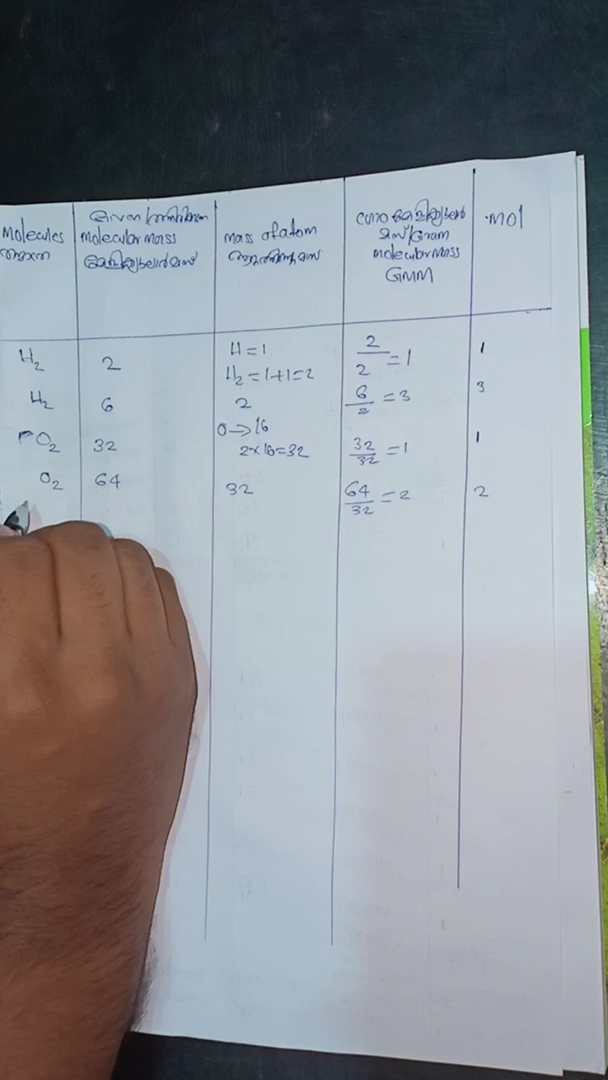 Molecules
Given/തന്നിരിക്കുന്ന
molecular mass
മോളിക്യുലാർ മാസ്
mass of atom
മോളിക്യുലാർ
മാസ്/Gram
molecular mass
GMM
mol
H₂
2
H = 1
H₂ = 1+1=2
2/2 = 1
1
H₂
6
2
6/2 = 3
3
O₂
32
O → 16
2×16=32
32/32 = 1
1
O₂
64
32
64/32 = 2
2